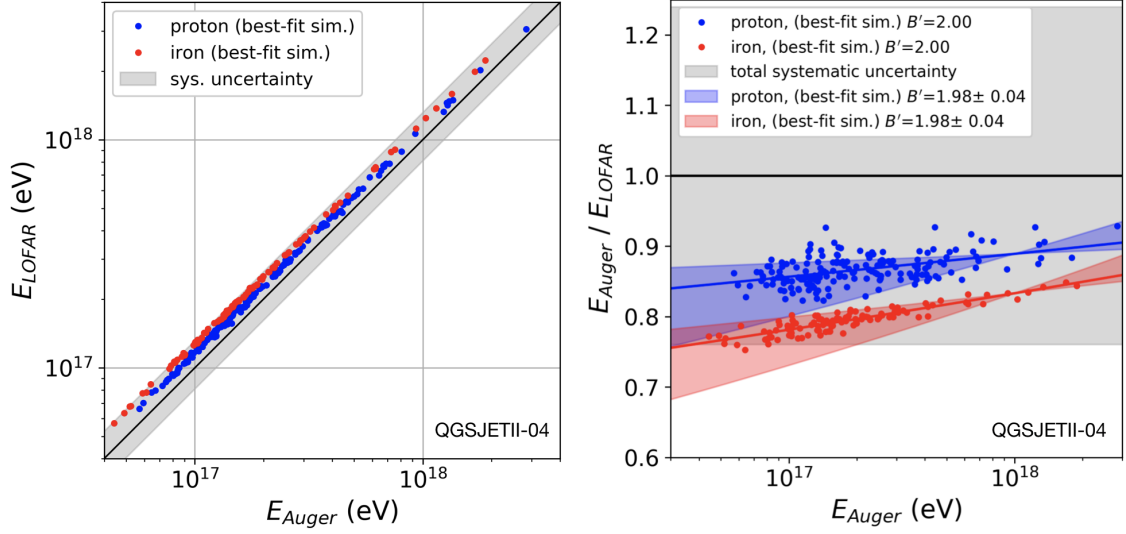 proton (best-fit sim.)
iron (best-fit sim.)
sys. uncertainty
10^18
10^17
E_LOFAR (eV)
QGSJETII-04
10^17
10^18
E_Auger (eV)
proton, (best-fit sim.) B′=2.00
iron, (best-fit sim.) B′=2.00
total systematic uncertainty
proton, (best-fit sim.) B′=1.98± 0.04
iron, (best-fit sim.) B′=1.98± 0.04
1.2
1.1
1.0
0.9
0.8
0.7
0.6
E_Auger / E_LOFAR
QGSJETII-04
10^17
10^18
E_Auger (eV)